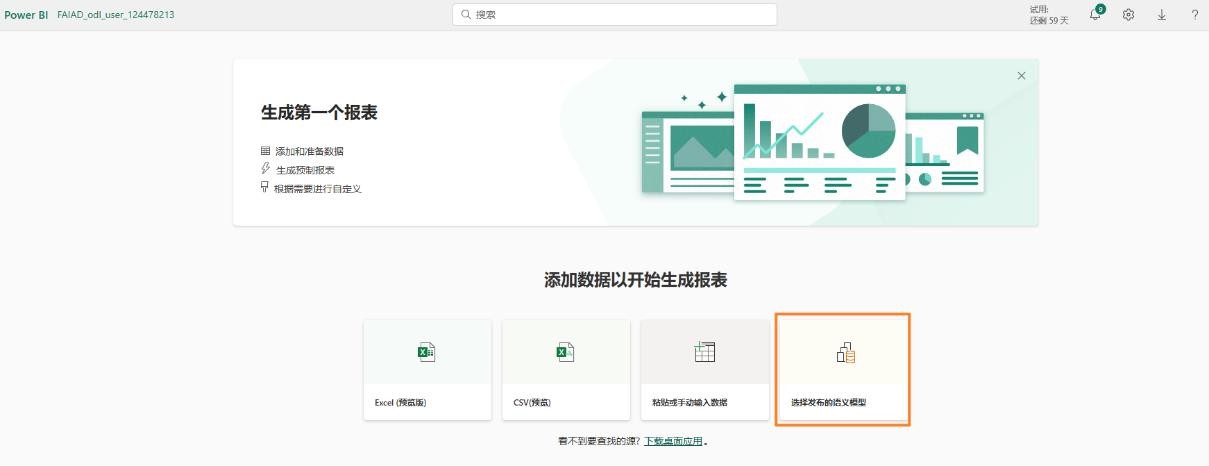 Power BI FAIAD_odl_user_124478213
搜索
试用:
还剩 59 天
9
?
生成第一个报表
添加和准备数据
生成预制报表
根据需要进行自定义
添加数据以开始生成报表
Excel (预览版)
CSV(预览)
粘贴或手动输入数据
选择发布的语义模型
看不到要查找的源? 下载桌面应用。